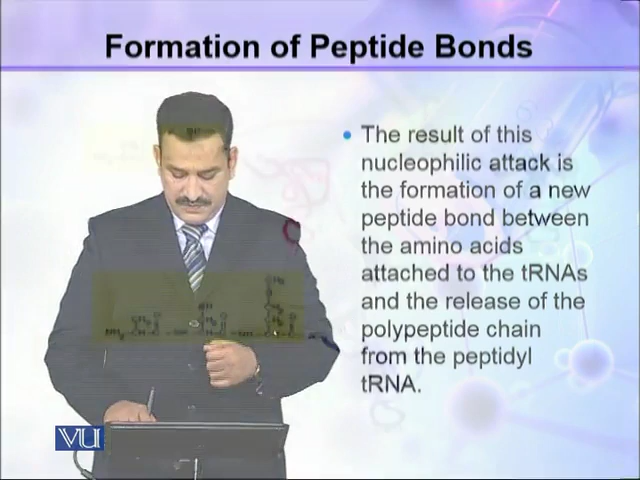 Formation of Peptide Bonds
• The result of this
nucleophilic attack is
the formation of a new
peptide bond between
the amino acids
attached to the tRNAs
and the release of the
polypeptide chain
from the peptidyl
tRNA.
VU